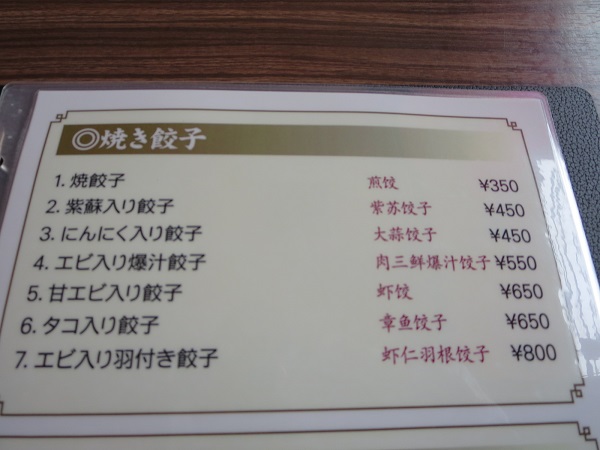 ◎焼き餃子
1. 焼餃子 煎饺 ¥350
2. 紫蘇入り餃子 紫苏饺子 ¥450
3. にんにく入り餃子 大蒜饺子 ¥450
4. エビ入り爆汁餃子 肉三鲜爆汁饺子 ¥550
5. 甘エビ入り餃子 虾饺 ¥650
6. タコ入り餃子 章鱼饺子 ¥650
7. エビ入り羽付き餃子 虾仁羽根饺子 ¥800